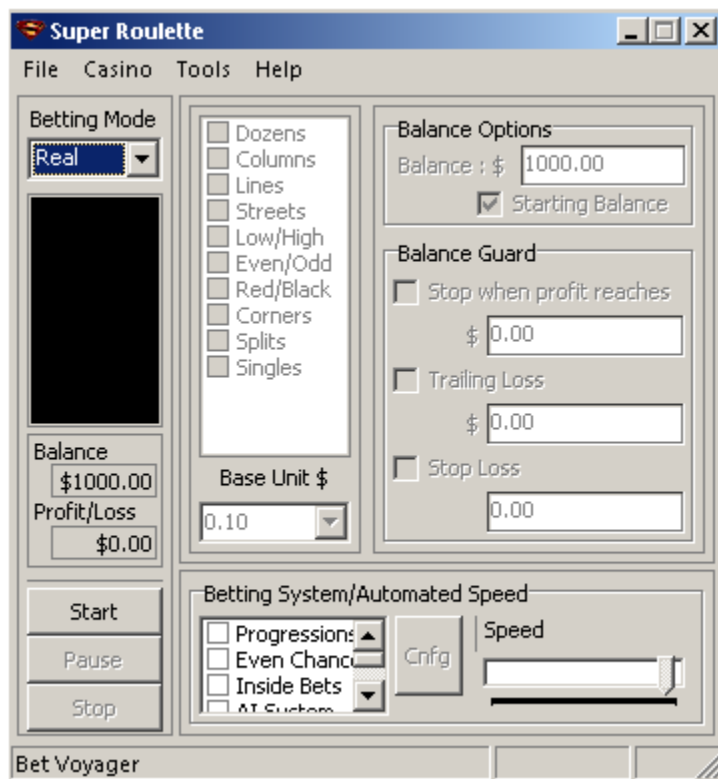 Super Roulette
File Casino Tools Help
Betting Mode
Real
Balance
$1000.00
Profit/Loss
$0.00
Start
Pause
Stop
Dozens
Columns
Lines
Streets
Low/High
Even/Odd
Red/Black
Corners
Splits
Singles
Base Unit $
0.10
Balance Options
Balance : $ 1000.00
Starting Balance
Balance Guard
Stop when profit reaches
$ 0.00
Trailing Loss
$ 0.00
Stop Loss
0.00
Betting System/Automated Speed
Progressions
Even Chanc
Inside Bets
AI System
Cnfg
Speed
Bet Voyager